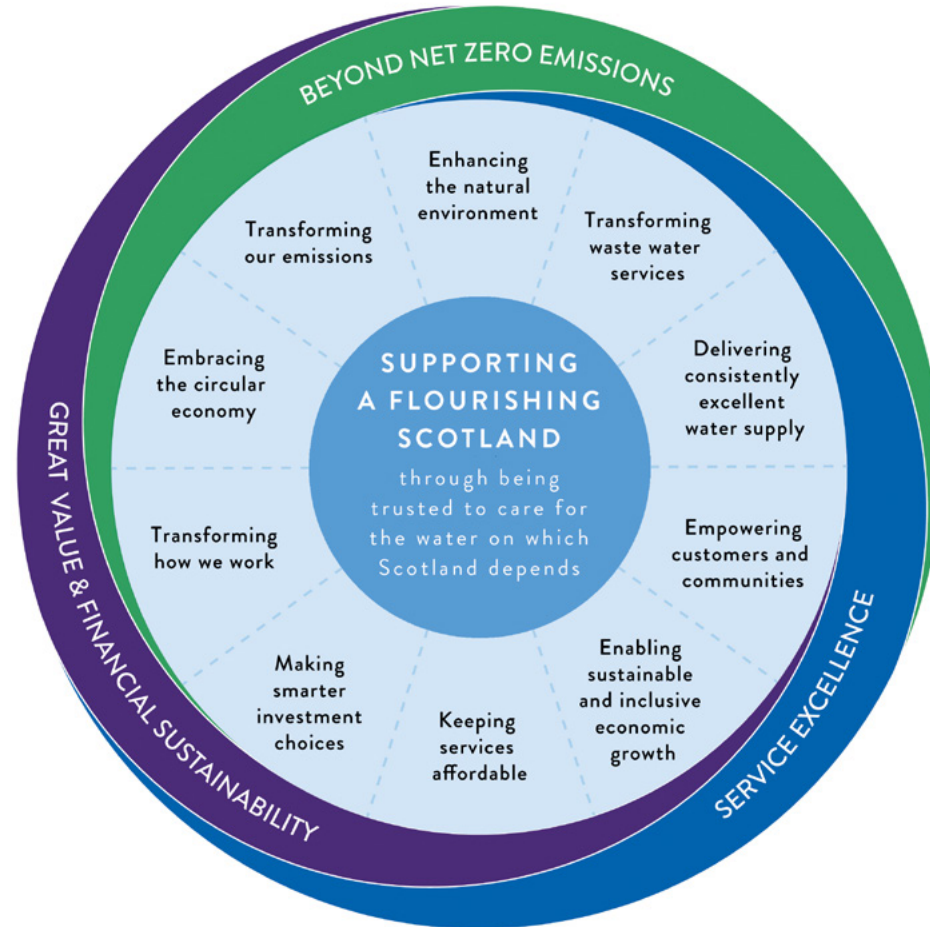 BEYOND NET ZERO EMISSIONS
GREAT VALUE & FINANCIAL SUSTAINABILITY
SERVICE EXCELLENCE
Enhancing
the natural
environment
Transforming
waste water
services
Delivering
consistently
excellent
water supply
Empowering
customers and
communities
Enabling
sustainable
and inclusive
economic
growth
Keeping
services
affordable
Making
smarter
investment
choices
Transforming
how we work
Embracing
the circular
economy
Transforming
our emissions
SUPPORTING
A FLOURISHING
SCOTLAND
through being
trusted to care for
the water on which
Scotland depends